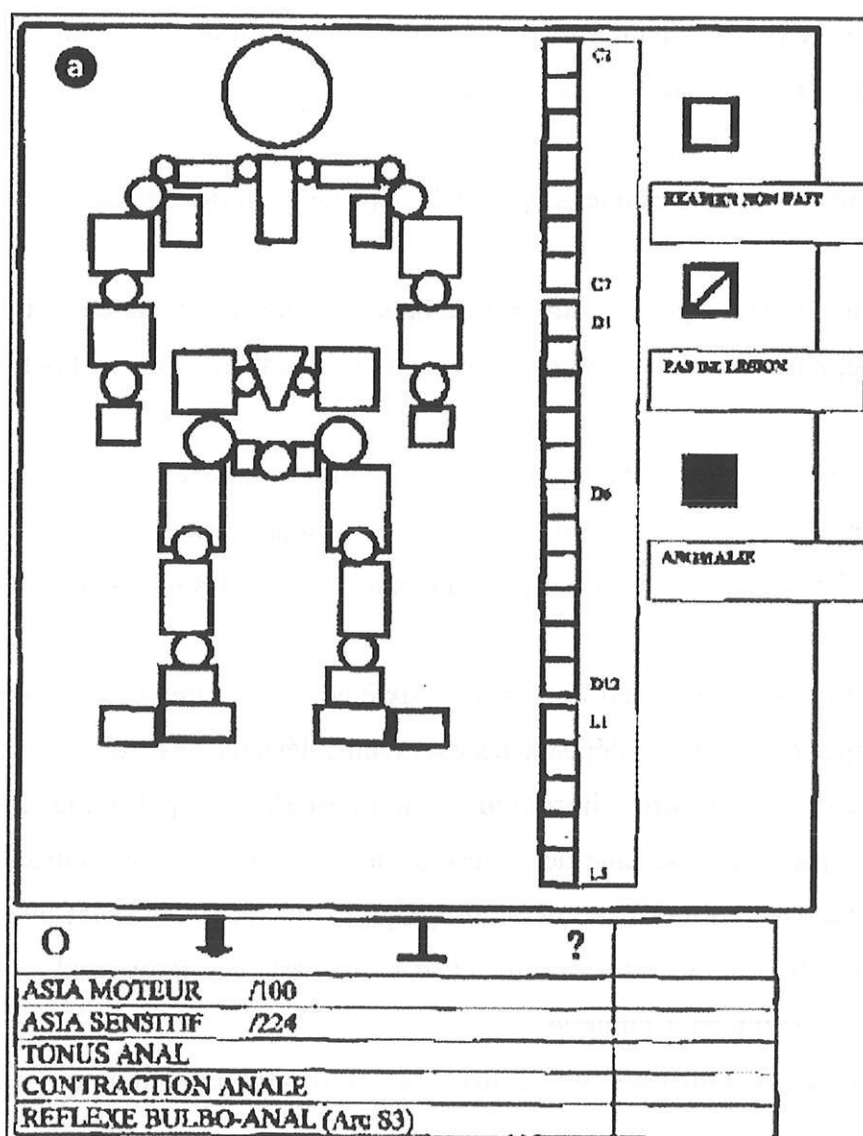 a
C1
EXAMEN NON FAIT
C7
D1
PAS DE LESION
D6
ANOMALIE
D12
L1
L5
O ?
ASIA MOTEUR /100
ASIA SENSITIF /224
TONUS ANAL
CONTRACTION ANALE
REFLEXE BULBO-ANAL (Arc S3)